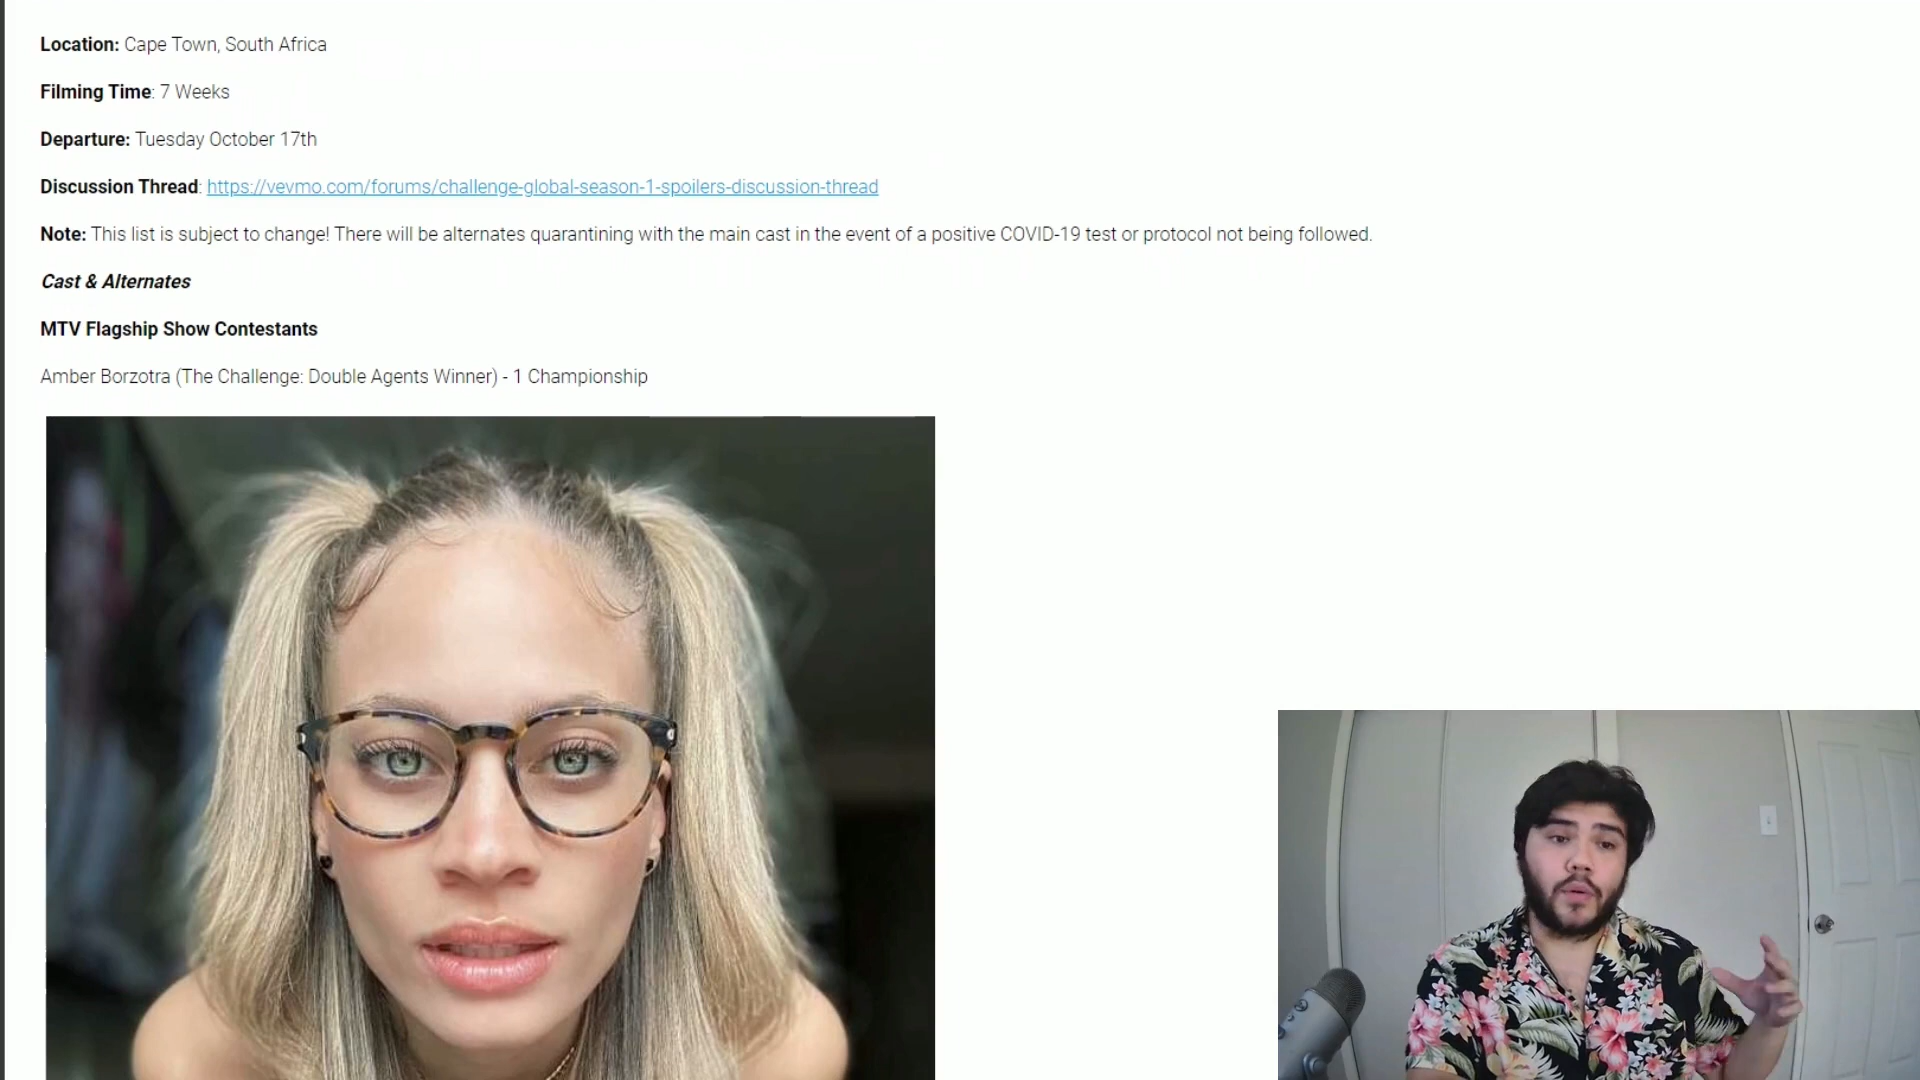 Location: Cape Town, South Africa
Filming Time: 7 Weeks
Departure: Tuesday October 17th
Discussion Thread: https://vevmo.com/forums/challenge-global-season-1-spoilers-discussion-thread
Note: This list is subject to change! There will be alternates quarantining with the main cast in the event of a positive COVID-19 test or protocol not being followed.
Cast & Alternates
MTV Flagship Show Contestants
Amber Borzotra (The Challenge: Double Agents Winner) - 1 Championship